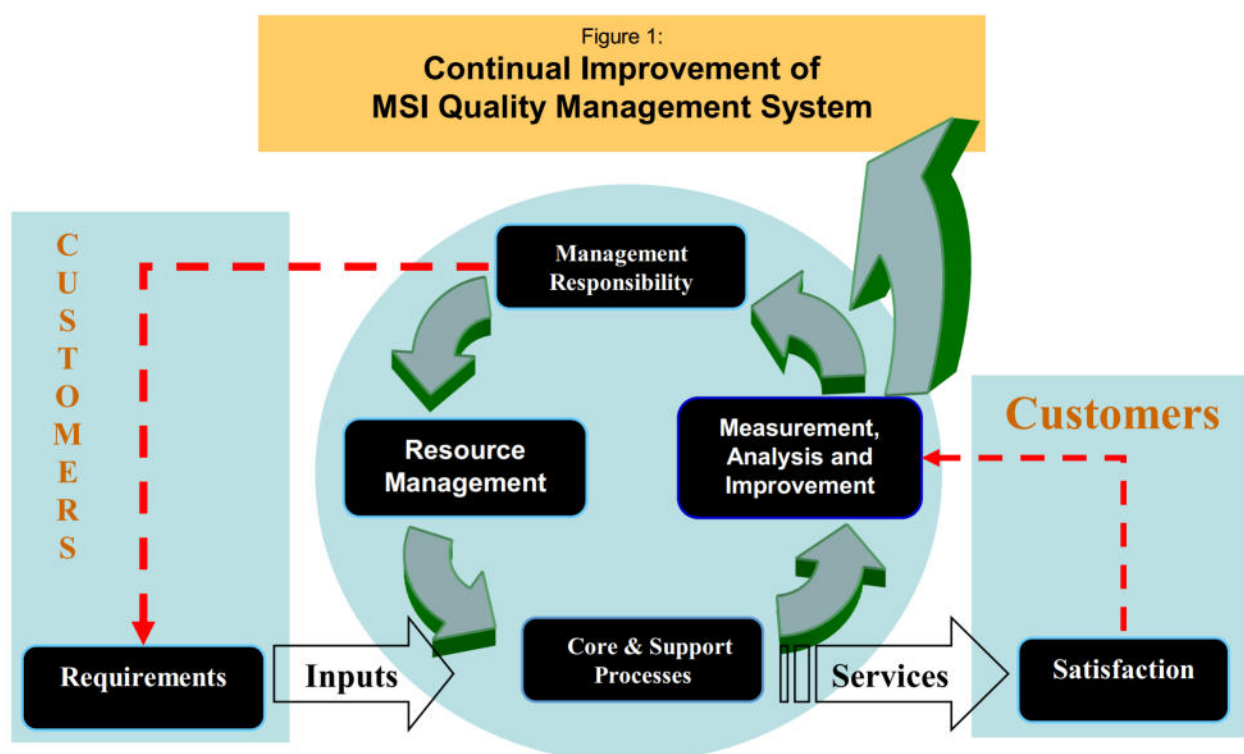 Figure 1:
Continual Improvement of
MSI Quality Management System
CUSTOMERS
Management
Responsibility
Resource
Management
Measurement,
Analysis and
Improvement
Customers
Core & Support
Processes
Requirements
Inputs
Services
Satisfaction